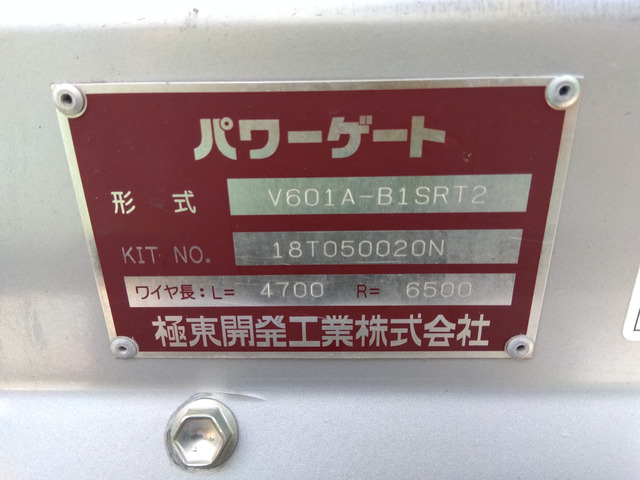 パワーゲート
形式 V601A-B1SRT2
KIT NO. 18T050020N
ワイヤ長:L= 4700 R= 6500
極東開発工業株式会社